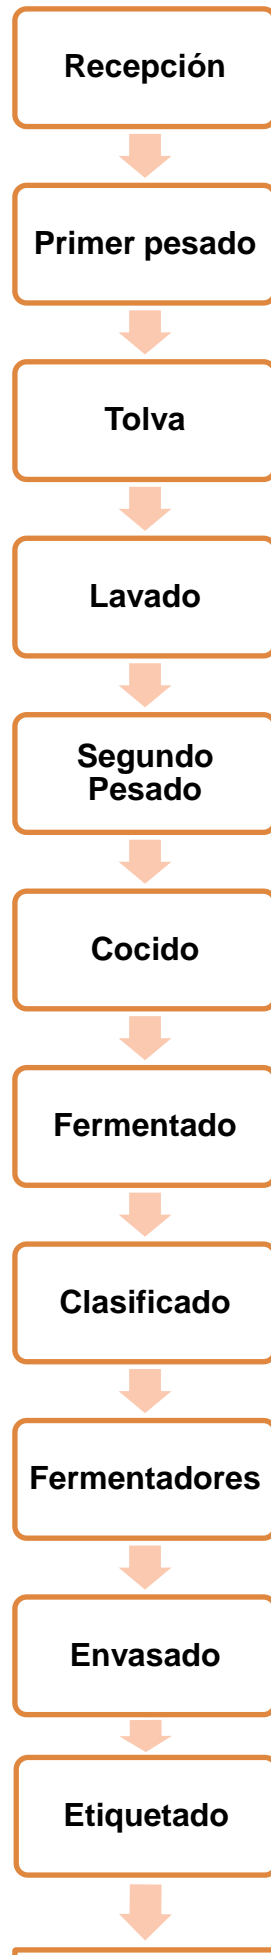 Recepción
Primer pesado
Tolva
Lavado
Segundo
Pesado
Cocido
Fermentado
Clasificado
Fermentadores
Envasado
Etiquetado